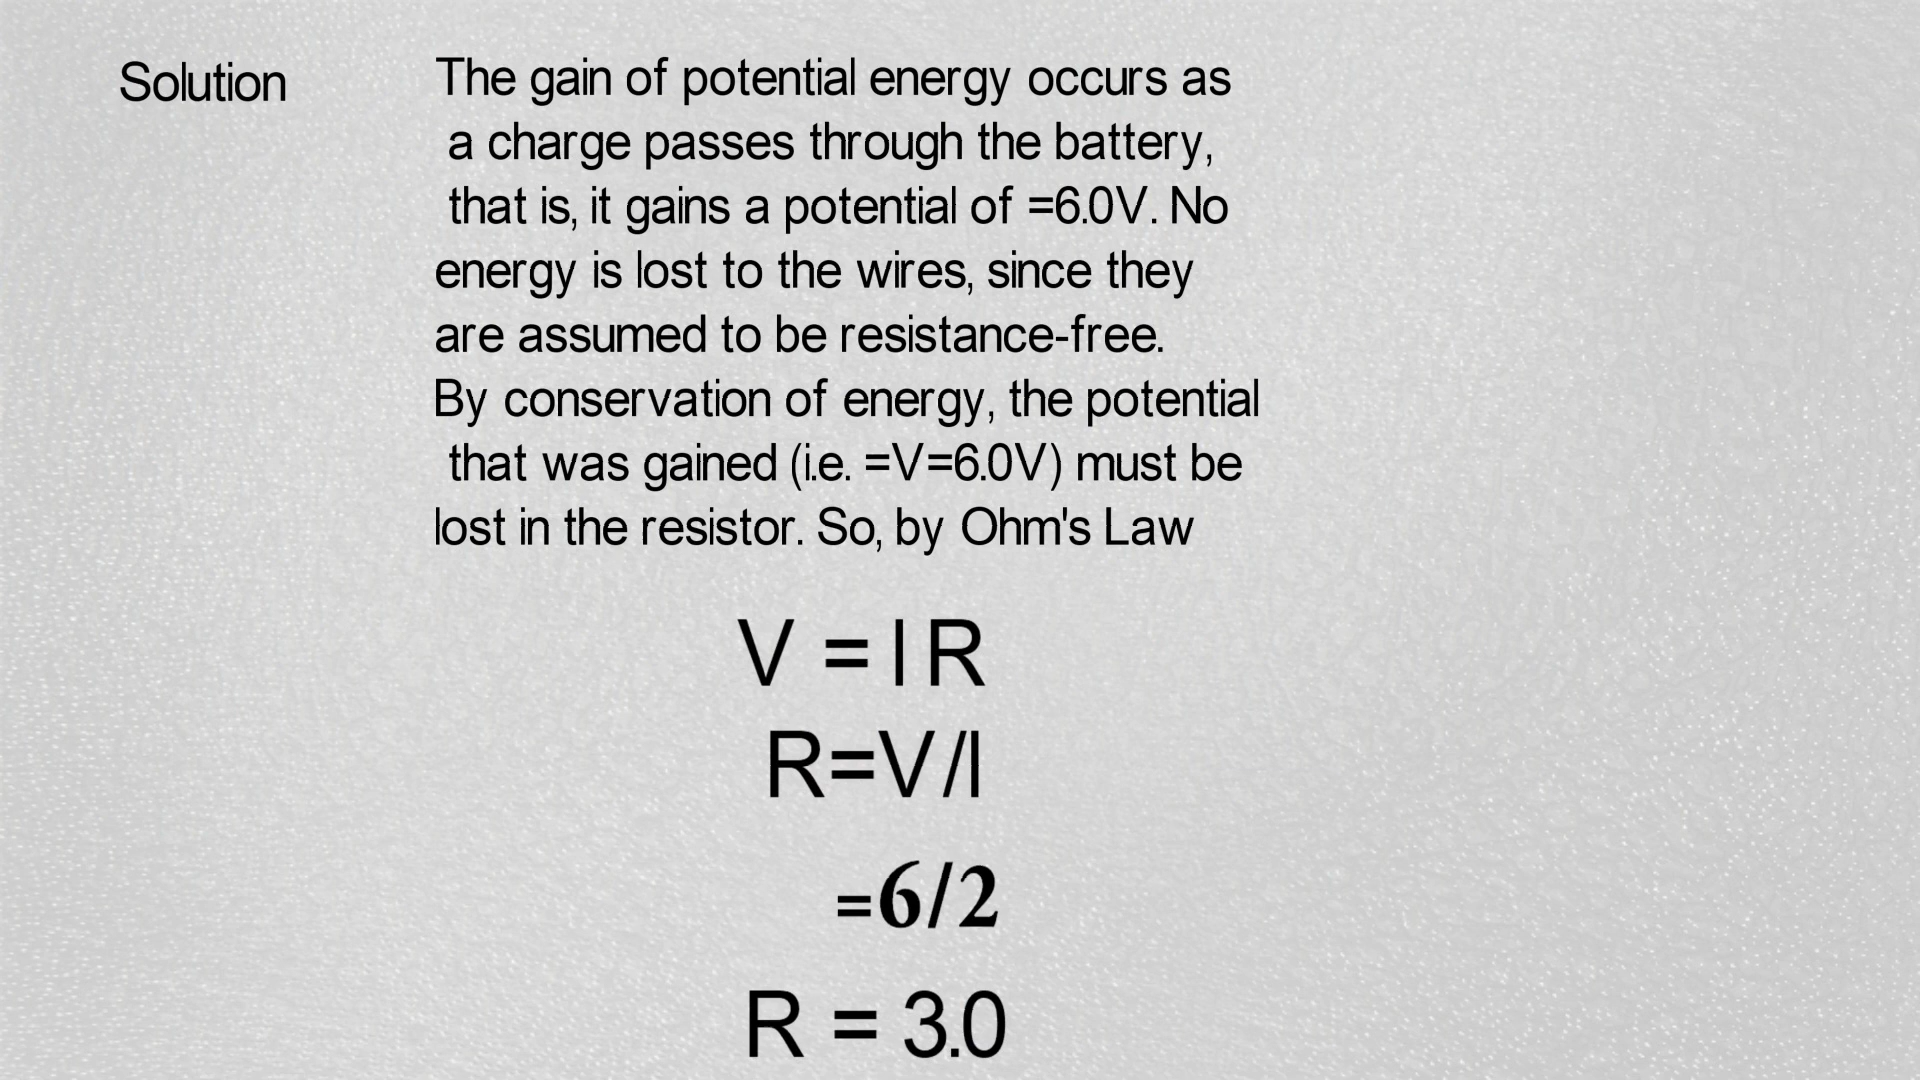 Solution
The gain of potential energy occurs as
a charge passes through the battery,
that is, it gains a potential of =6.0V. No
energy is lost to the wires, since they
are assumed to be resistance-free.
By conservation of energy, the potential
that was gained (i.e. =V=6.0V) must be
lost in the resistor. So, by Ohm's Law
V = I R
R=V/I
=6/2
R = 3.0